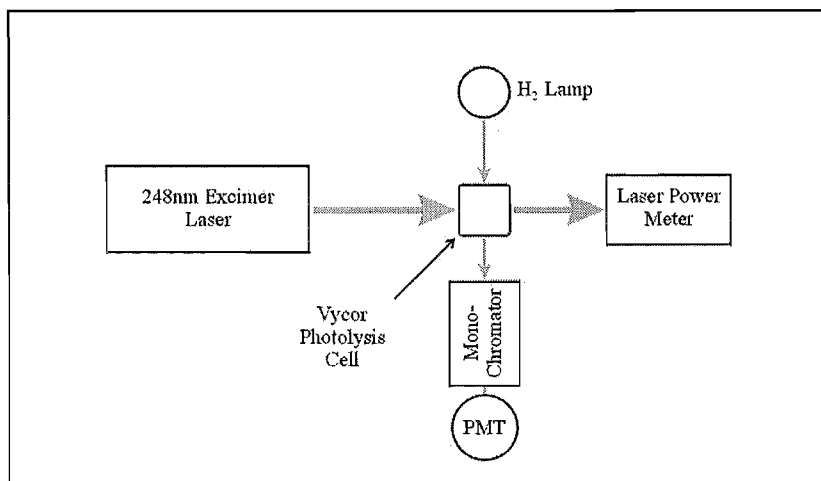 H₂ Lamp
248nm Excimer
Laser
Laser Power
Meter
Vycor
Photolysis
Cell
Mono-
Chromator
PMT